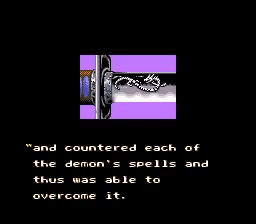 "and countered each of
the demon's spells and
thus was able to
overcome it.